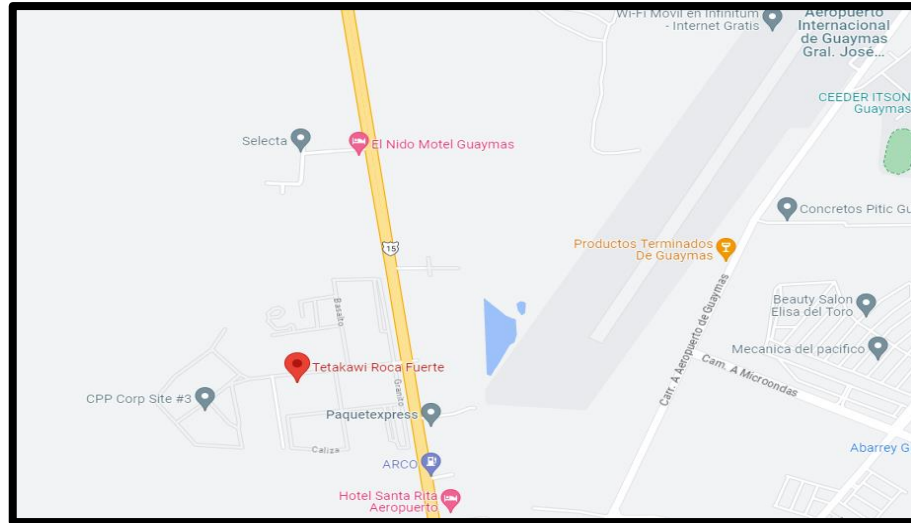 Wi-Fi Móvil en Infinitum
- Internet Gratis
Aeropuerto
Internacional
de Guaymas
Gral. José...
CEEDER ITSON
Guaymas
Selecta
El Nido Motel Guaymas
Concretos Pitic Gu
15
Productos Terminados
De Guaymas
Basalto
Beauty Salon
Elisa del Toro
Carr. A Aeropuerto de Guaymas
Mecanica del pacifico
Cam. A Microondas
Tetakawi Roca Fuerte
Granito
CPP Corp Site #3
Paquetexpress
Caliza
Abarrey G
ARCO
Hotel Santa Rita
Aeropuerto